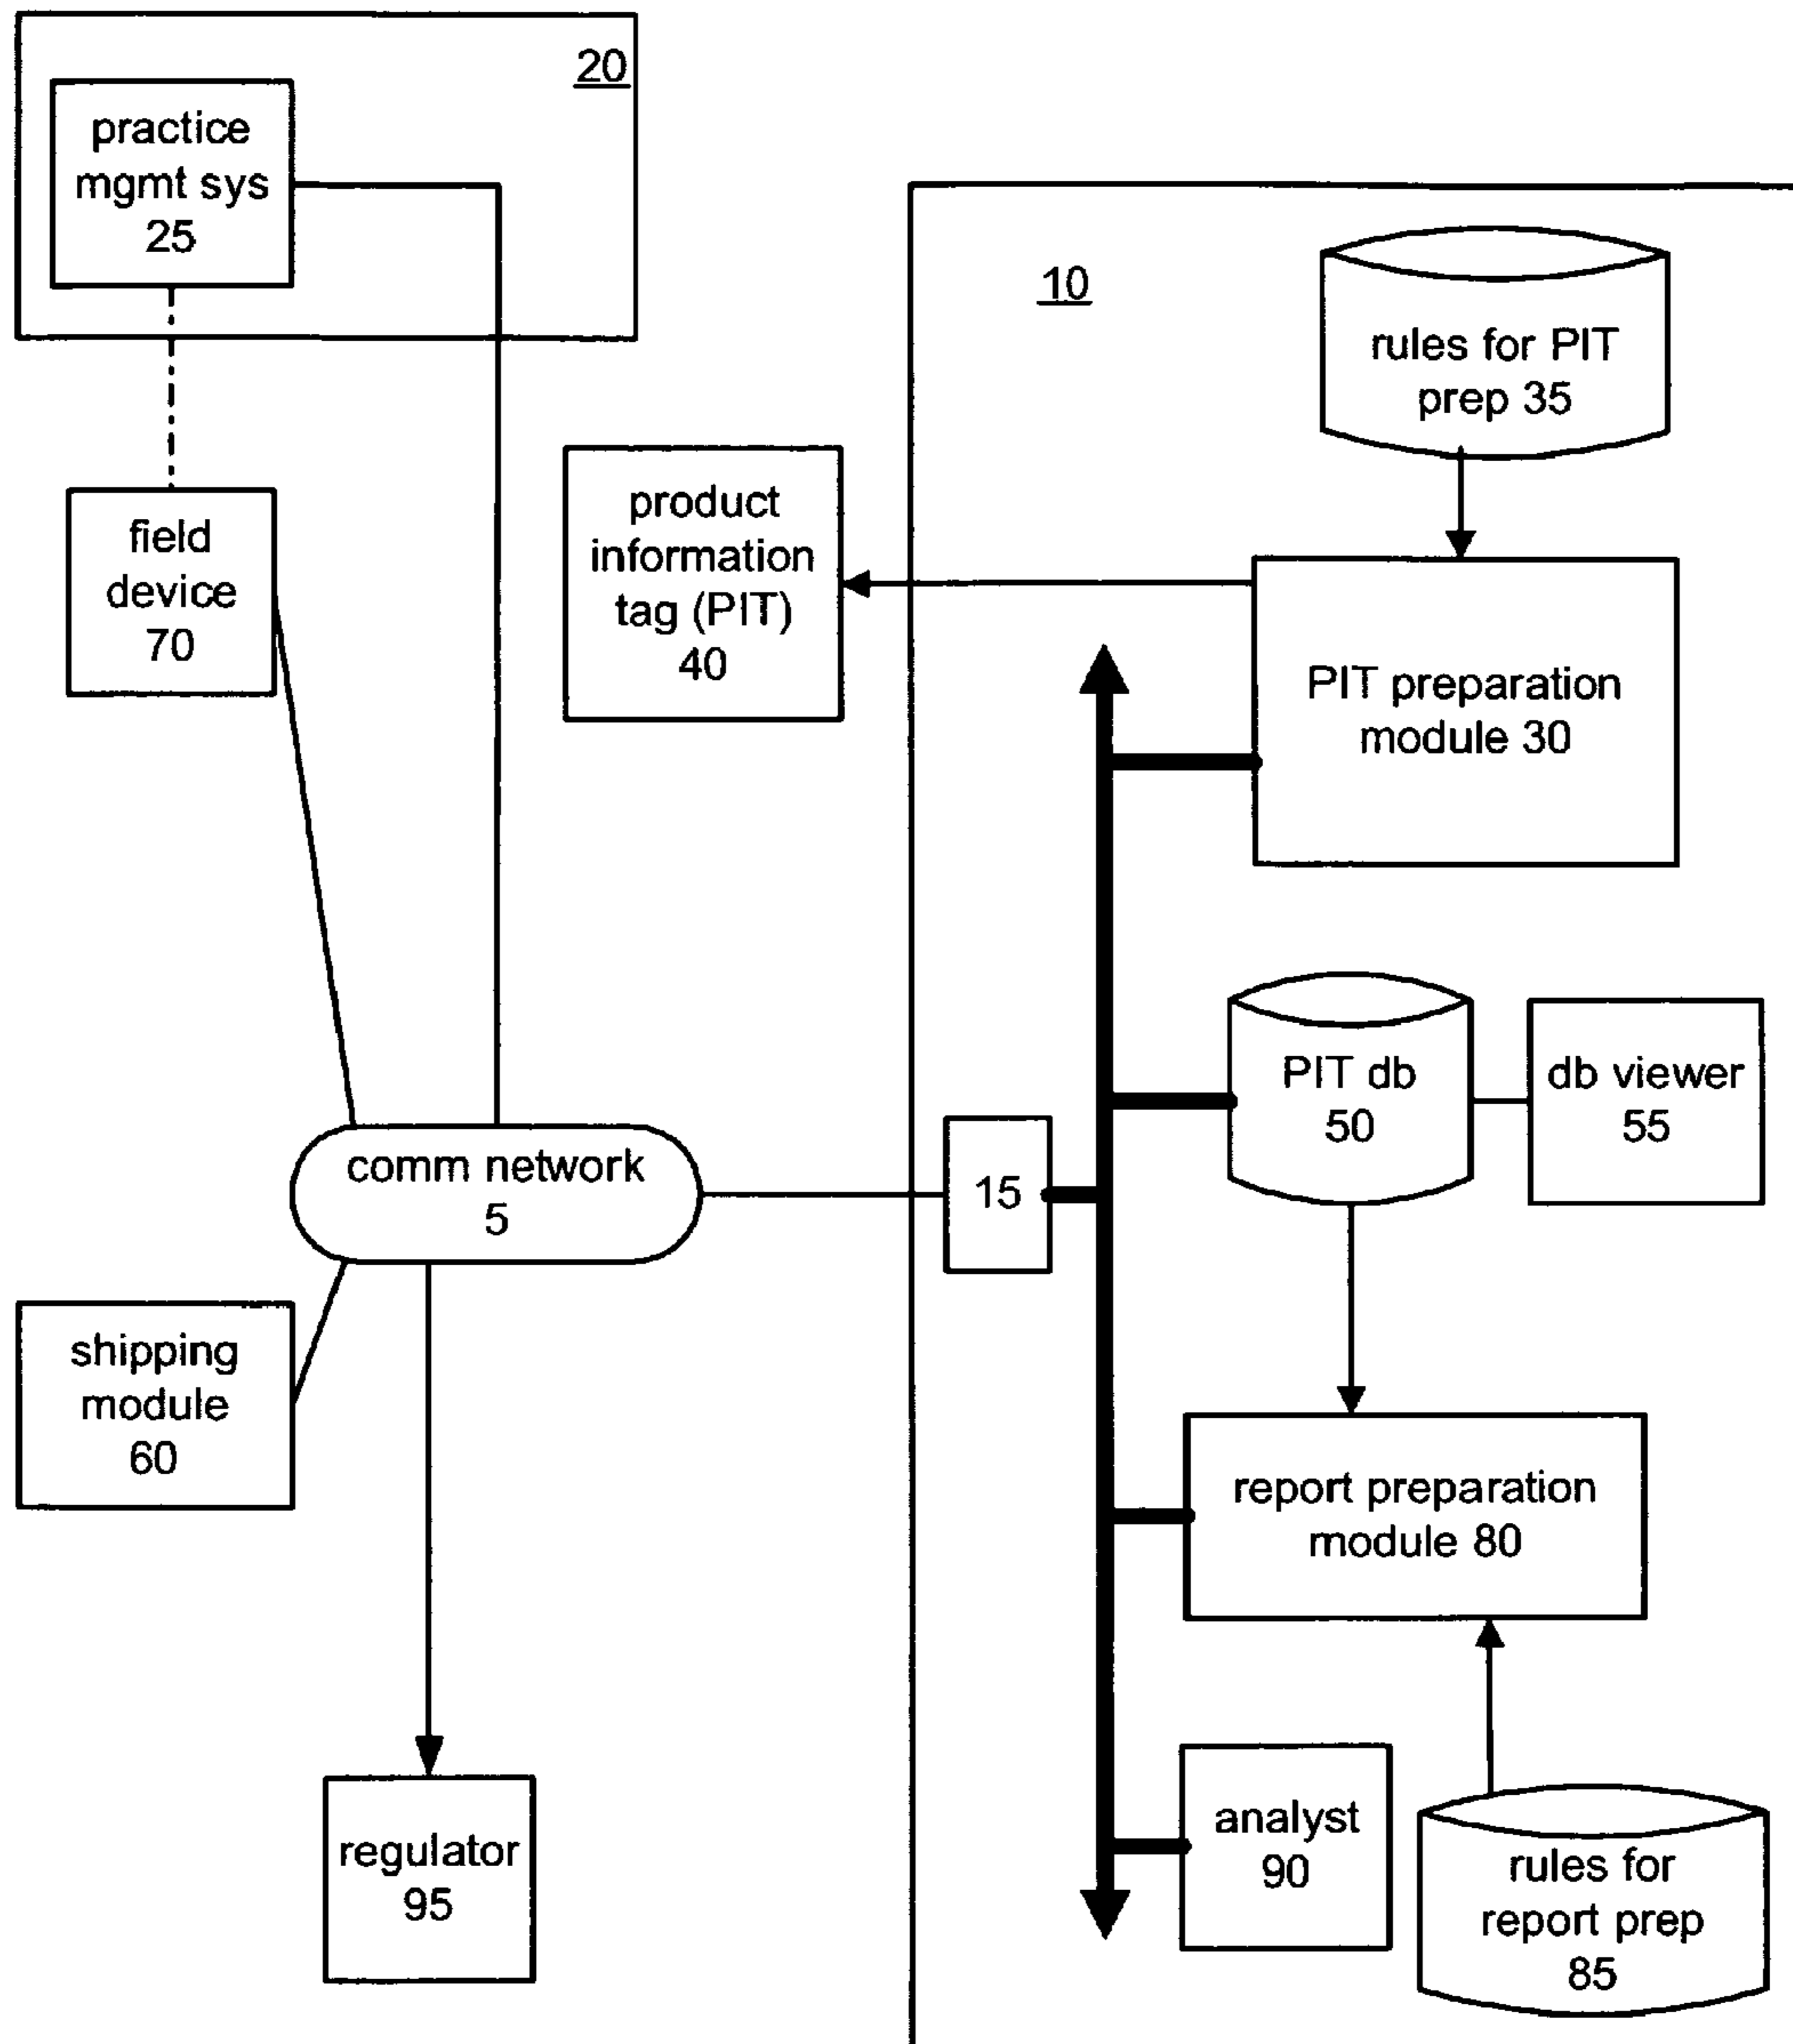 20
practice
mgmt sys
25
10
rules for PIT
prep 35
field
device
70
product
information
tag (PIT)
40
PIT preparation
module 30
PIT db
50
db viewer
55
comm network
5
15
shipping
module
60
report preparation
module 80
regulator
95
analyst
90
rules for
report prep
85